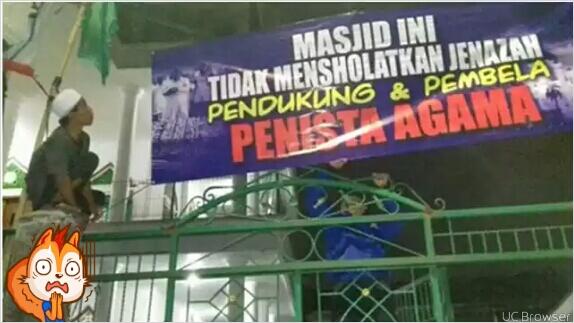 MASJID INI
TIDAK MENSHOLATKAN JENAZAH
PENDUKUNG & PEMBELA
PENISTA AGAMA
UC Browser